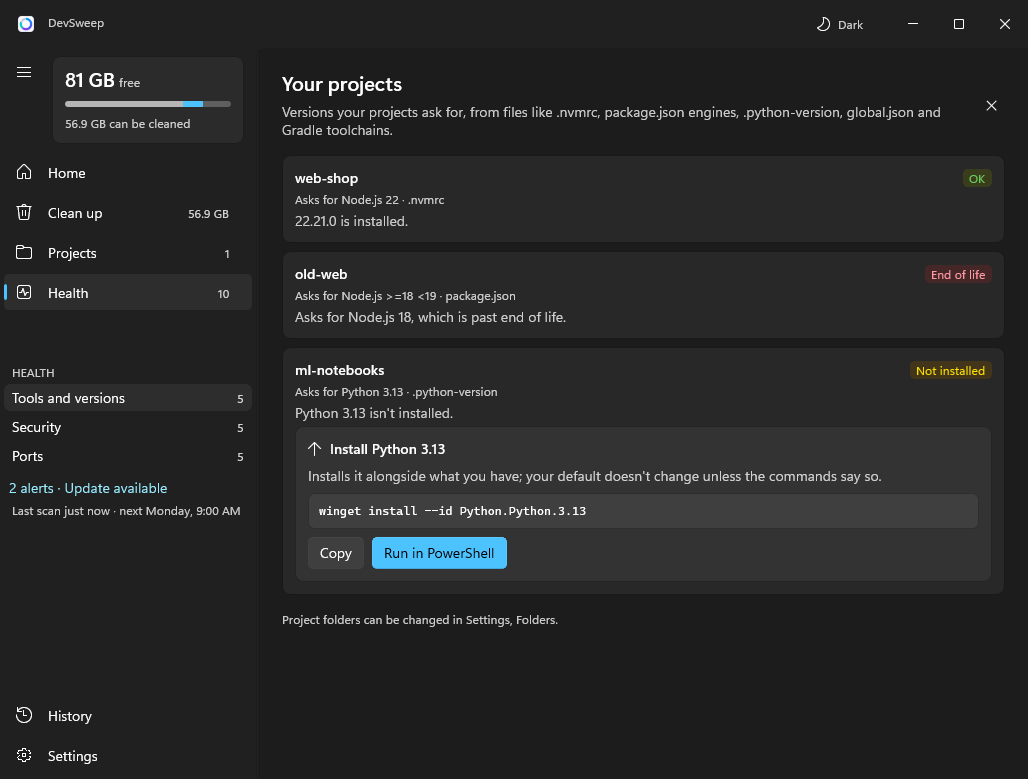 DevSweep
Dark
81 GB free
56.9 GB can be cleaned
Home
Clean up 56.9 GB
Projects 1
Health 10
HEALTH
Tools and versions 5
Security 5
Ports 5
2 alerts · Update available
Last scan just now · next Monday, 9:00 AM
History
Settings
Your projects
Versions your projects ask for, from files like .nvmrc, package.json engines, .python-version, global.json and
Gradle toolchains.
web-shop OK
Asks for Node.js 22 · .nvmrc
22.21.0 is installed.
old-web End of life
Asks for Node.js >=18 <19 · package.json
Asks for Node.js 18, which is past end of life.
ml-notebooks Not installed
Asks for Python 3.13 · .python-version
Python 3.13 isn't installed.
Install Python 3.13
Installs it alongside what you have; your default doesn't change unless the commands say so.
winget install --id Python.Python.3.13
Copy Run in PowerShell
Project folders can be changed in Settings, Folders.